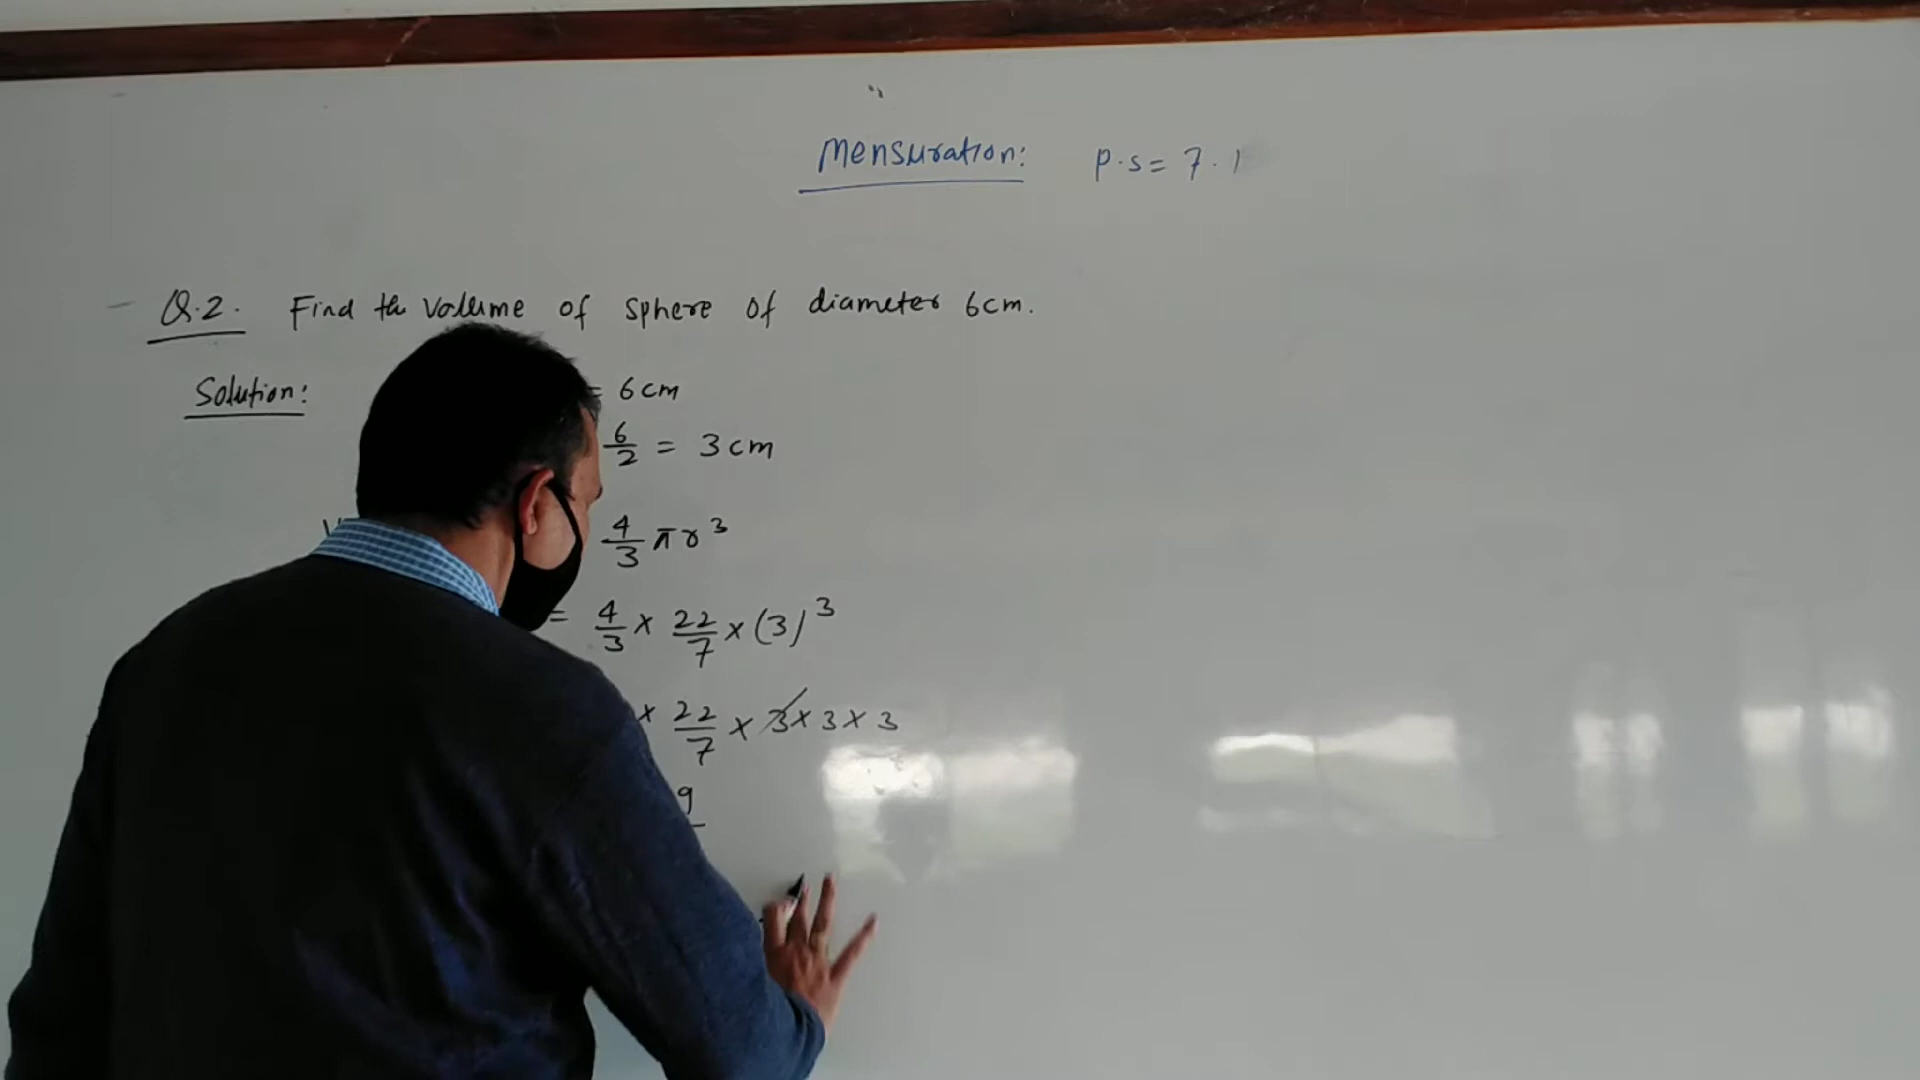 Mensuration: P.S = 7.1
Q.2. Find the Volume of Sphere of diameter 6cm.
Solution: = 6cm
6/2 = 3cm
4/3 πr³
= 4/3 × 22/7 × (3)³
× 22/7 × 3 × 3 × 3
9